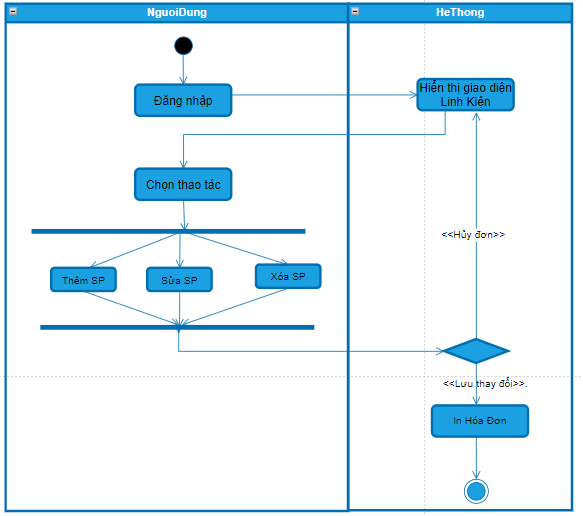 NguoiDung
HeThong
Đăng nhập
Hiển thi giao diện
Linh Kiện
Chọn thao tác
<<Hủy đơn>>
Thêm SP
Sửa SP
Xóa SP
<<Lưu thay đổi>>.
In Hóa Đơn